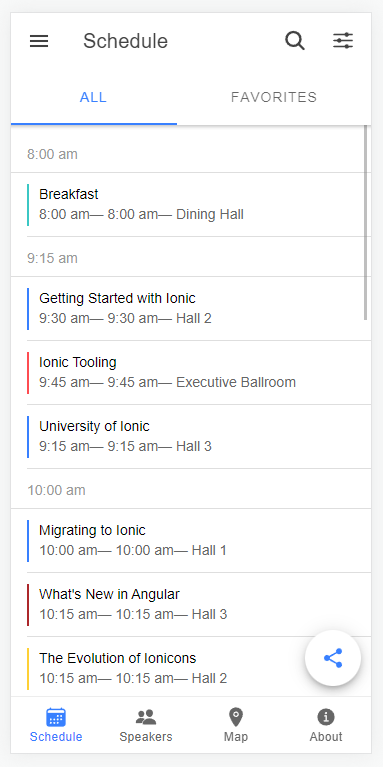 Schedule
ALL
FAVORITES
8:00 am
Breakfast
8:00 am— 8:00 am— Dining Hall
9:15 am
Getting Started with Ionic
9:30 am— 9:30 am— Hall 2
Ionic Tooling
9:45 am— 9:45 am— Executive Ballroom
University of Ionic
9:15 am— 9:15 am— Hall 3
10:00 am
Migrating to Ionic
10:00 am— 10:00 am— Hall 1
What's New in Angular
10:15 am— 10:15 am— Hall 3
The Evolution of Ionicons
10:15 am— 10:15 am— Hall 2
Schedule
Speakers
Map
About